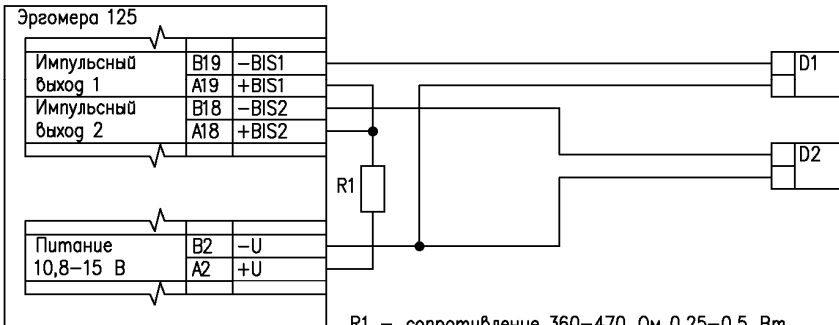 Эргомера 125
Импульсный B19 –BIS1
выход 1 A19 +BIS1
Импульсный B18 –BIS2
выход 2 A18 +BIS2
D1
D2
R1
Питание B2 –U
10,8–15 В A2 +U
R1 – сопротивление 360–470 Ом 0,25–0,5 Вт